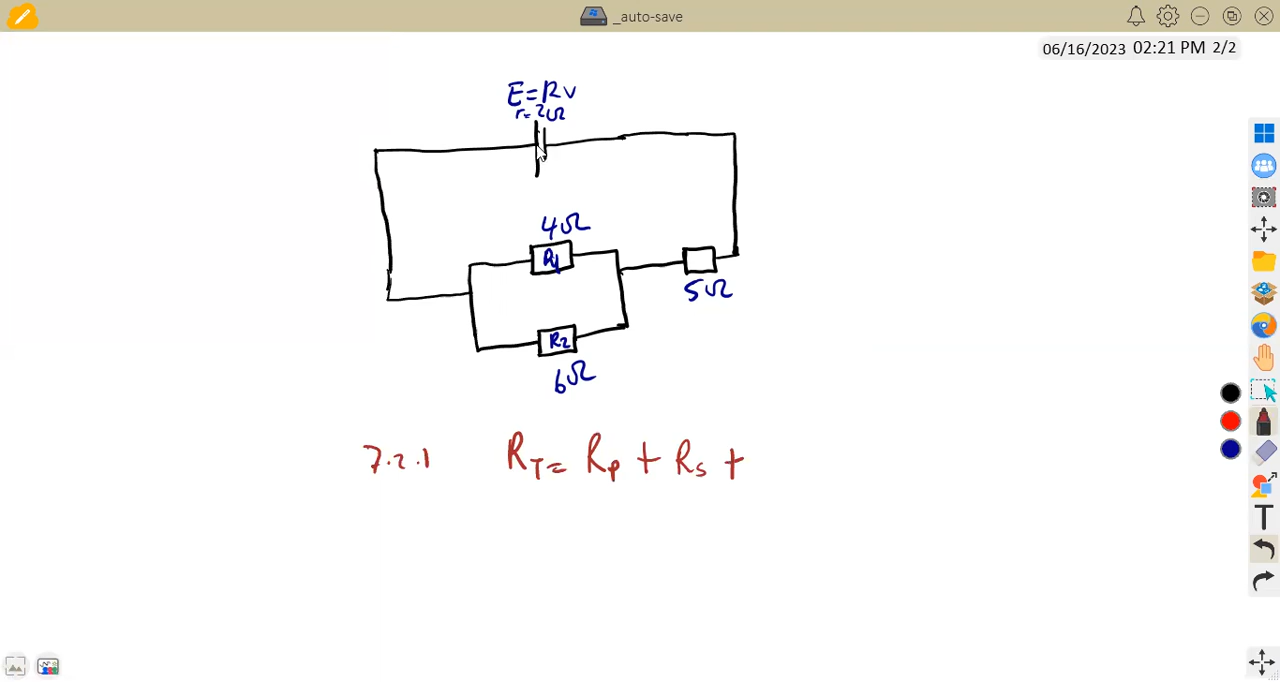 _auto-save
06/16/2023 02:21 PM 2/2
E=12v
r=2Ω
4Ω
R1
5Ω
R2
6Ω
7.2.1 RT= Rp + Rs +
T